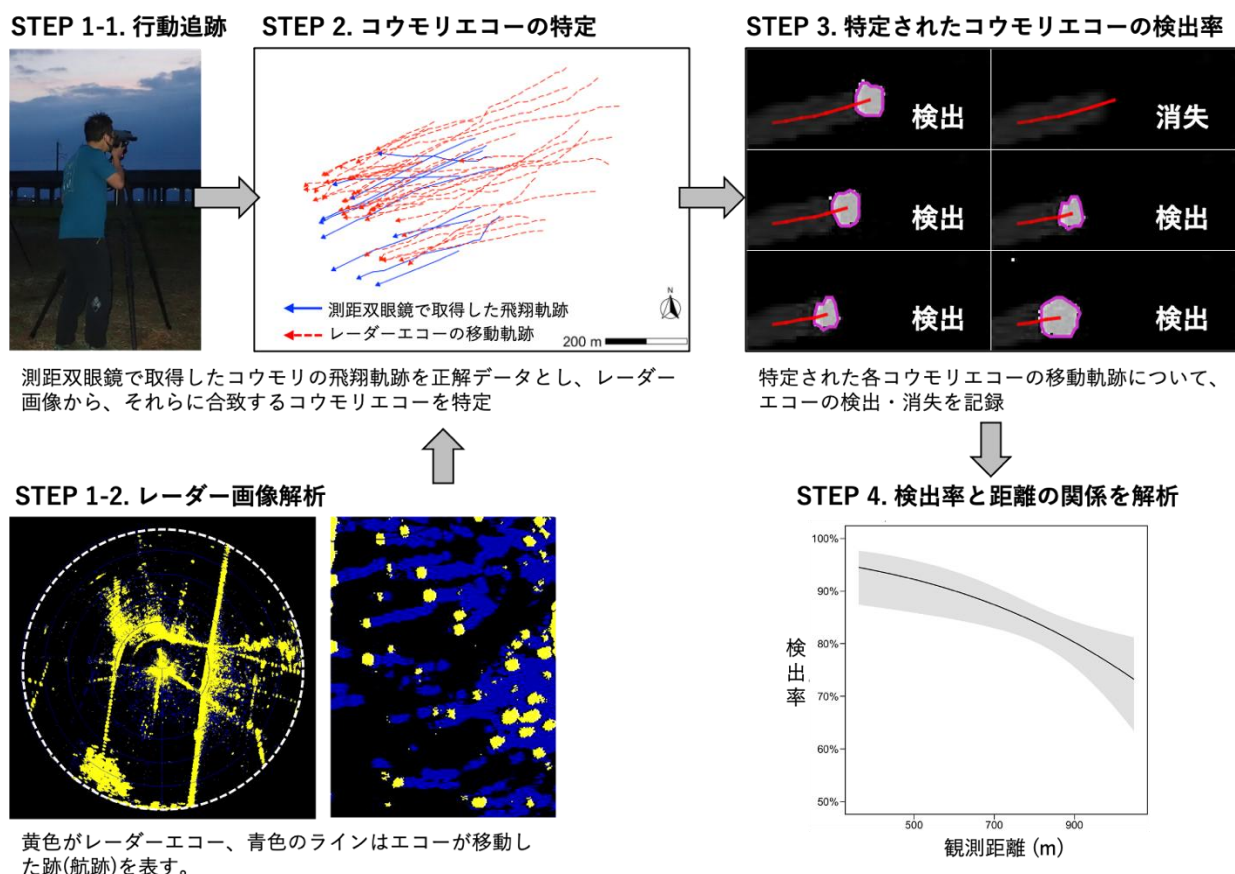 STEP 1-1. 行動追跡
STEP 2. コウモリエコーの特定
N
測距双眼鏡で取得した飛翔軌跡
レーダーエコーの移動軌跡
200 m
測距双眼鏡で取得したコウモリの飛翔軌跡を正解データとし、レーダー
画像から、それらに合致するコウモリエコーを特定
STEP 3. 特定されたコウモリエコーの検出率
検出
消失
検出
検出
検出
検出
特定された各コウモリエコーの移動軌跡について、
エコーの検出・消失を記録
STEP 1-2. レーダー画像解析
黄色がレーダーエコー、青色のラインはエコーが移動し
た跡(航跡)を表す。
STEP 4. 検出率と距離の関係を解析
100%
90%
80%
70%
60%
50%
検出率
500
700
900
観測距離 (m)